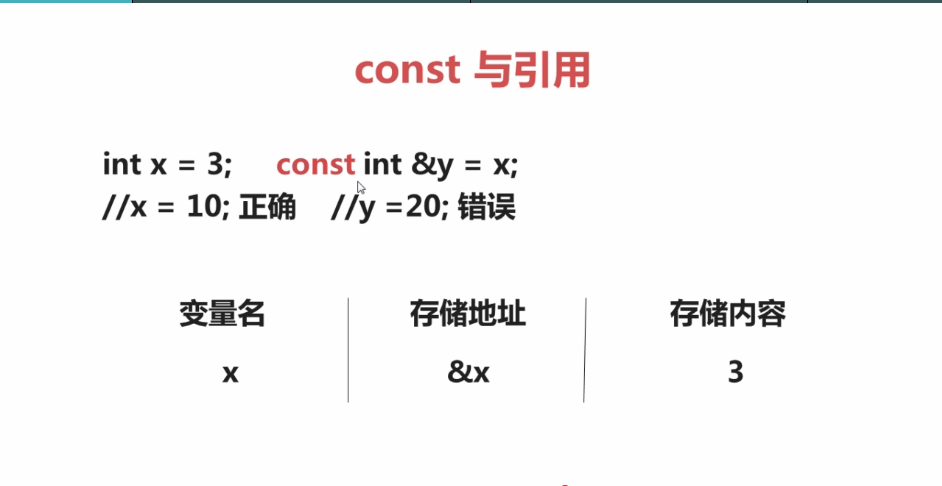 const 与引用
int x = 3; const int &y = x;
//x = 10; 正确 //y =20; 错误
变量名 存储地址 存储内容
x &x 3